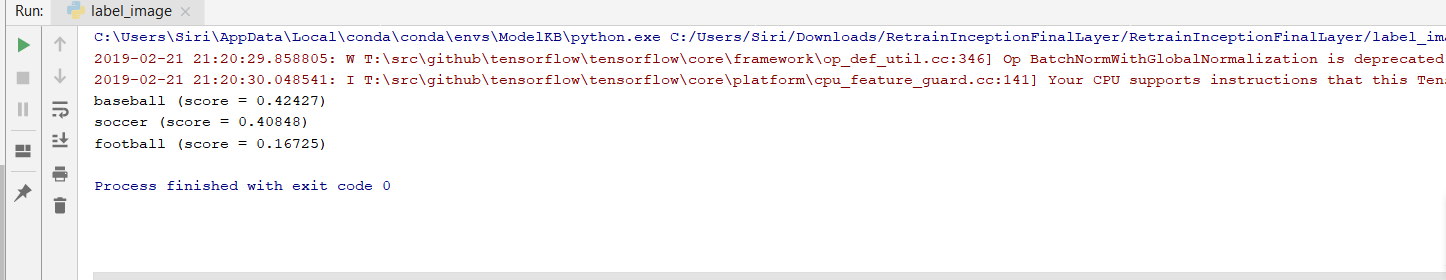 Run: label_image
C:\Users\Siri\AppData\Local\conda\conda\envs\ModelKB\python.exe C:/Users/Siri/Downloads/RetrainInceptionFinalLayer/RetrainInceptionFinalLayer/label_im
2019-02-21 21:20:29.858805: W T:\src\github\tensorflow\tensorflow\core\framework\op_def_util.cc:346] Op BatchNormWithGlobalNormalization is deprecated
2019-02-21 21:20:30.048541: I T:\src\github\tensorflow\tensorflow\core\platform\cpu_feature_guard.cc:141] Your CPU supports instructions that this Ten
baseball (score = 0.42427)
soccer (score = 0.40848)
football (score = 0.16725)
Process finished with exit code 0